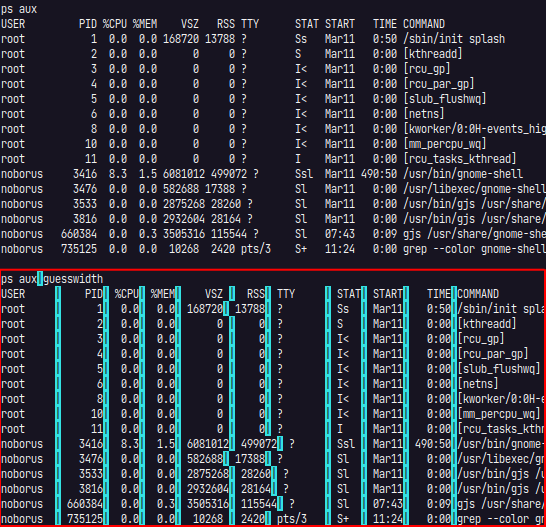 ps aux
USER PID %CPU %MEM VSZ RSS TTY STAT START TIME COMMAND
root 1 0.0 0.0 168720 13788 ? Ss Mar11 0:50 /sbin/init splash
root 2 0.0 0.0 0 0 ? S Mar11 0:00 [kthreadd]
root 3 0.0 0.0 0 0 ? I< Mar11 0:00 [rcu_gp]
root 4 0.0 0.0 0 0 ? I< Mar11 0:00 [rcu_par_gp]
root 5 0.0 0.0 0 0 ? I< Mar11 0:00 [slub_flushwq]
root 6 0.0 0.0 0 0 ? I< Mar11 0:00 [netns]
root 8 0.0 0.0 0 0 ? I< Mar11 0:00 [kworker/0:0H-events_hig
root 10 0.0 0.0 0 0 ? I< Mar11 0:00 [mm_percpu_wq]
root 11 0.0 0.0 0 0 ? I Mar11 0:00 [rcu_tasks_kthread]
noborus 3416 8.3 1.5 6081012 499072 ? Ssl Mar11 490:50 /usr/bin/gnome-shell
noborus 3476 0.0 0.0 582688 17388 ? Sl Mar11 0:00 /usr/libexec/gnome-shell
noborus 3533 0.0 0.0 2875268 28260 ? Sl Mar11 0:00 /usr/bin/gjs /usr/share/
noborus 3816 0.0 0.0 2932604 28164 ? Sl Mar11 0:00 /usr/bin/gjs /usr/share/
noborus 660384 0.0 0.3 3505316 115544 ? Sl 07:43 0:09 gjs /usr/share/gnome-she
noborus 735125 0.0 0.0 10268 2420 pts/3 S+ 11:24 0:00 grep --color gnome-shell
ps aux|guesswidth
USER | PID| %CPU| %MEM| VSZ | RSS| TTY | STAT| START| TIME|COMMAND
root | 1| 0.0| 0.0| 168720| 13788| ? | Ss | Mar11| 0:50|/sbin/init spla
root | 2| 0.0| 0.0| 0| 0| ? | S | Mar11| 0:00|[kthreadd]
root | 3| 0.0| 0.0| 0| 0| ? | I< | Mar11| 0:00|[rcu_gp]
root | 4| 0.0| 0.0| 0| 0| ? | I< | Mar11| 0:00|[rcu_par_gp]
root | 5| 0.0| 0.0| 0| 0| ? | I< | Mar11| 0:00|[slub_flushwq]
root | 6| 0.0| 0.0| 0| 0| ? | I< | Mar11| 0:00|[netns]
root | 8| 0.0| 0.0| 0| 0| ? | I< | Mar11| 0:00|[kworker/0:0H-e
root | 10| 0.0| 0.0| 0| 0| ? | I< | Mar11| 0:00|[mm_percpu_wq]
root | 11| 0.0| 0.0| 0| 0| ? | I | Mar11| 0:00|[rcu_tasks_kthr
noborus | 3416| 8.3| 1.5| 6081012| 499072| ? | Ssl | Mar11| 490:50|/usr/bin/gnome-
noborus | 3476| 0.0| 0.0| 582688| 17388| ? | Sl | Mar11| 0:00|/usr/libexec/gn
noborus | 3533| 0.0| 0.0| 2875268| 28260| ? | Sl | Mar11| 0:00|/usr/bin/gjs /u
noborus | 3816| 0.0| 0.0| 2932604| 28164| ? | Sl | Mar11| 0:00|/usr/bin/gjs /u
noborus | 660384| 0.0| 0.3| 3505316| 115544| ? | Sl | 07:43| 0:09|gjs /usr/share/
noborus | 735125| 0.0| 0.0| 10268 | 2420| pts/3 | S+ | 11:24| 0:00|grep --color gn